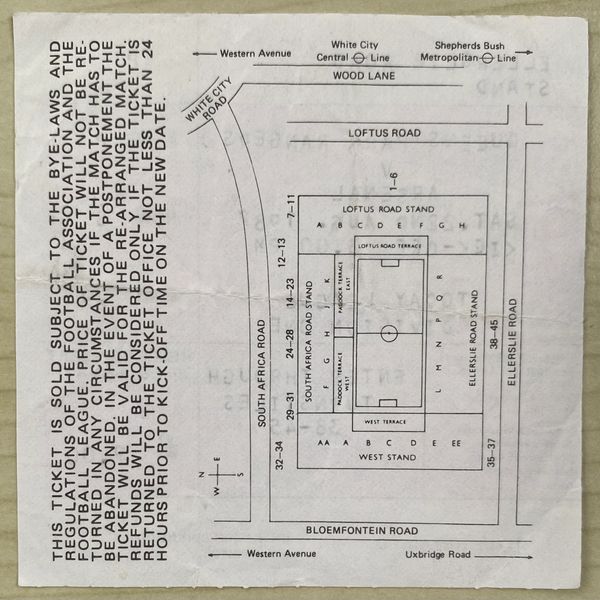 THIS TICKET IS SOLD SUBJECT TO THE BYE-LAWS AND
REGULATIONS OF THE FOOTBALL ASSOCIATION AND THE
FOOTBALL LEAGUE. PRICE OF TICKET WILL NOT BE RE-
TURNED IN ANY CIRCUMSTANCES IF THE MATCH HAS TO
BE ABANDONED. IN THE EVENT OF A POSTPONEMENT THE
TICKET WILL BE VALID FOR THE RE-ARRANGED MATCH.
REFUNDS WILL BE CONSIDERED ONLY IF THE TICKET IS
RETURNED TO THE TICKET OFFICE NOT LESS THAN 24
HOURS PRIOR TO KICK-OFF TIME ON THE NEW DATE.
Western Avenue
White City
Central Line
Shepherds Bush
Metropolitan Line
WOOD LANE
WHITE CITY
ROAD
LOFTUS ROAD
1-6
7-11
LOFTUS ROAD STAND
A B C D E F G H
LOFTUS ROAD TERRACE
12-13
14-23
24-28
29-31
32-34
SOUTH AFRICA ROAD
SOUTH AFRICA ROAD STAND
F G H J K
PADDOCK TERRACE
EAST
PADDOCK TERRACE
WEST
L M N P Q R
ELLERSLIE ROAD STAND
38-45
35-37
ELLERSLIE ROAD
WEST TERRACE
AA A B C D E EE
WEST STAND
N E
W S
BLOEMFONTEIN ROAD
Western Avenue
Uxbridge Road